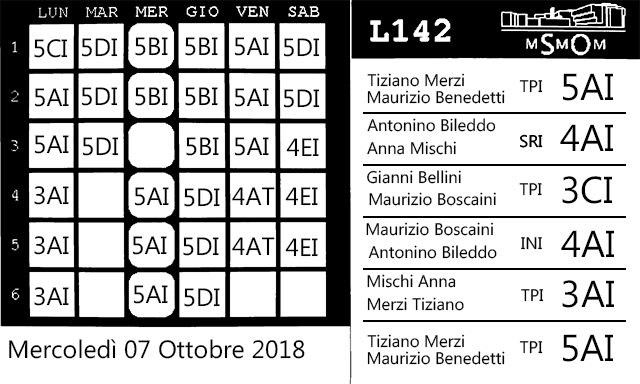 LUN MAR MER GIO VEN SAB
1 5CI 5DI 5BI 5BI 5AI 5DI
2 5AI 5DI 5BI 5BI 5AI 5DI
3 5AI 5DI 5BI 5AI 4EI
4 3AI 5AI 5DI 4AT 4EI
5 3AI 5AI 5DI 4AT 4EI
6 3AI 5AI 5DI
Mercoledì 07 Ottobre 2018
L142
MSMOM
Tiziano Merzi
Maurizio Benedetti TPI 5AI
Antonino Bileddo
Anna Mischi SRI 4AI
Gianni Bellini
Maurizio Boscaini TPI 3CI
Maurizio Boscaini
Antonino Bileddo INI 4AI
Mischi Anna
Merzi Tiziano TPI 3AI
Tiziano Merzi
Maurizio Benedetti TPI 5AI